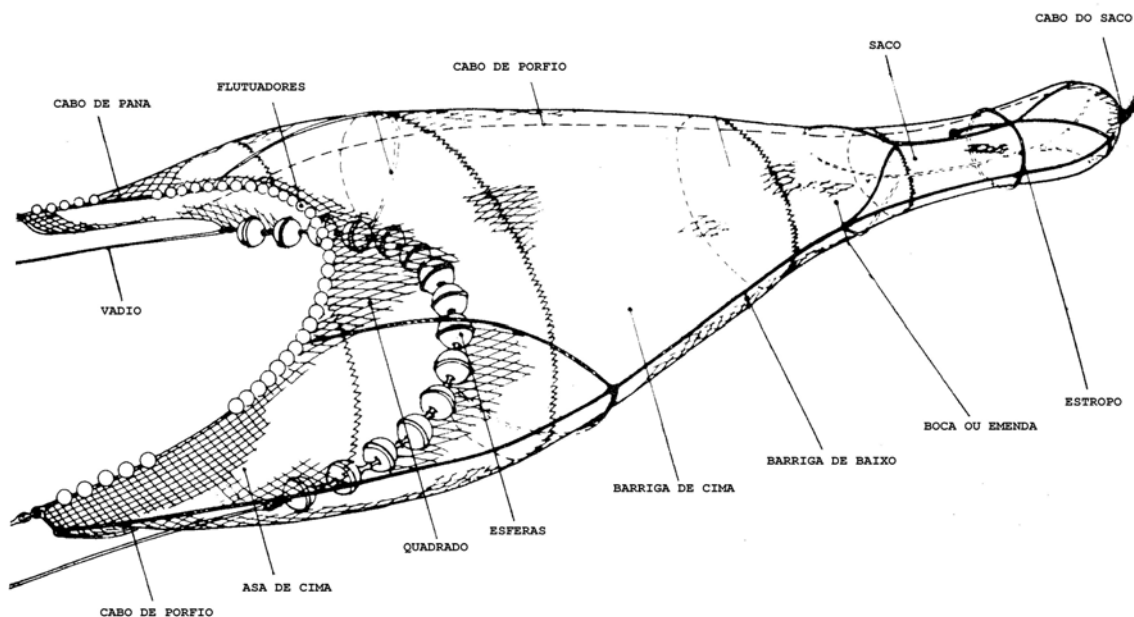 CABO DO SACO
SACO
CABO DE PORFIO
FLUTUADORES
CABO DE PANA
VADIO
ESTROPO
BOCA OU EMENDA
BARRIGA DE BAIXO
BARRIGA DE CIMA
ESFERAS
QUADRADO
ASA DE CIMA
CABO DE PORFIO